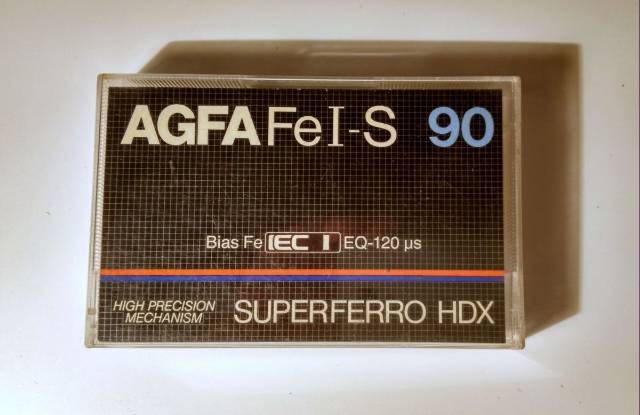 AGFA FeI-S 90
Bias Fe IEC I EQ-120 µs
HIGH PRECISION
MECHANISM
SUPERFERRO HDX